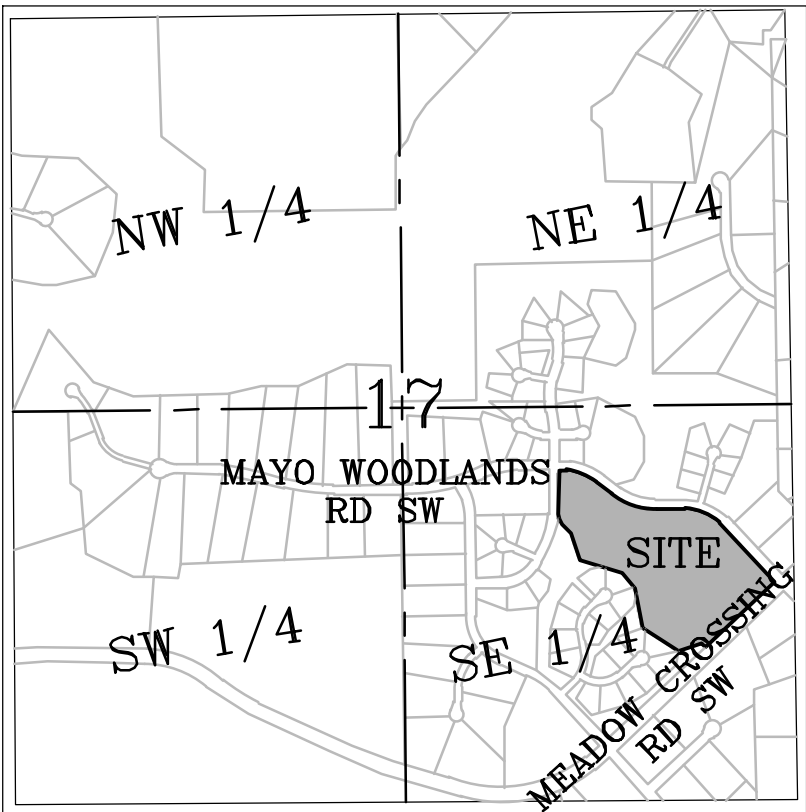 NW 1/4
NE 1/4
17
MAYO WOODLANDS
RD SW
SITE
SW 1/4
SE 1/4
MEADOW CROSSING
RD SW